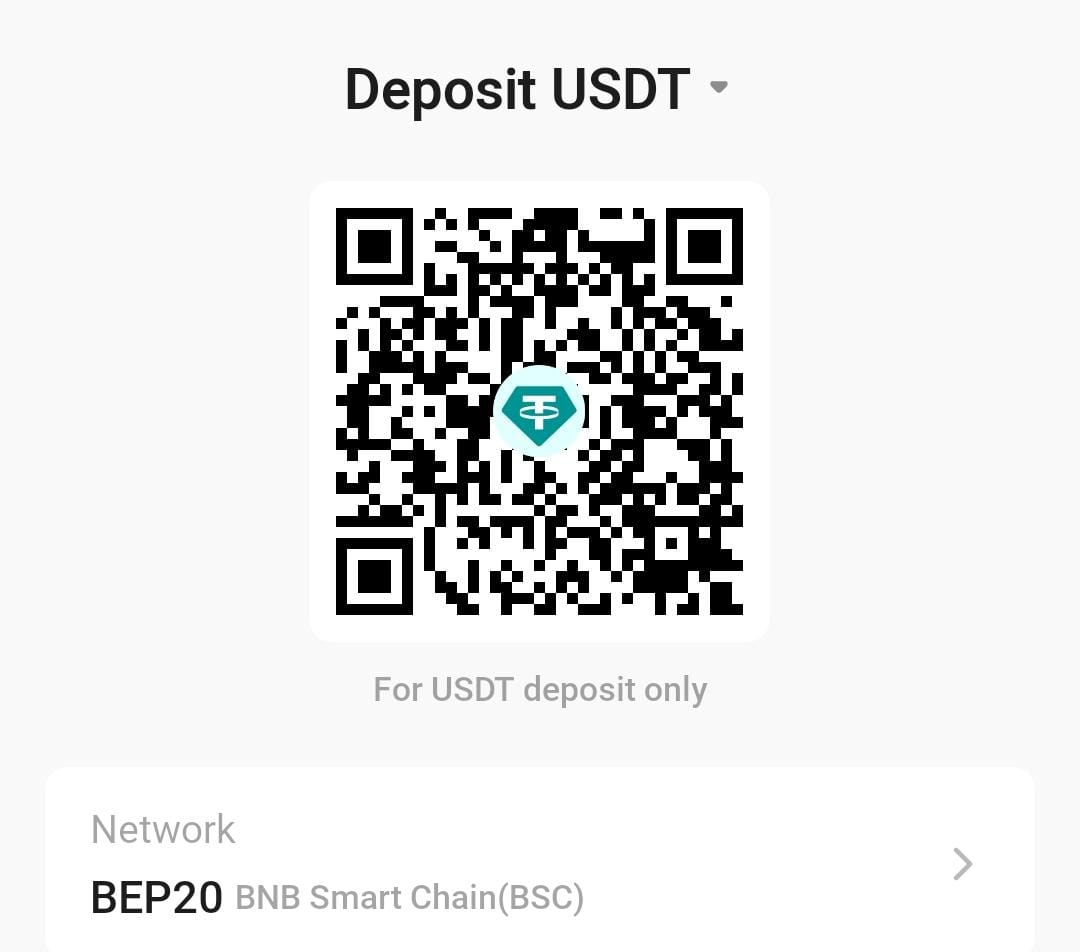 Deposit USDT
For USDT deposit only
Network
BEP20 BNB Smart Chain(BSC)